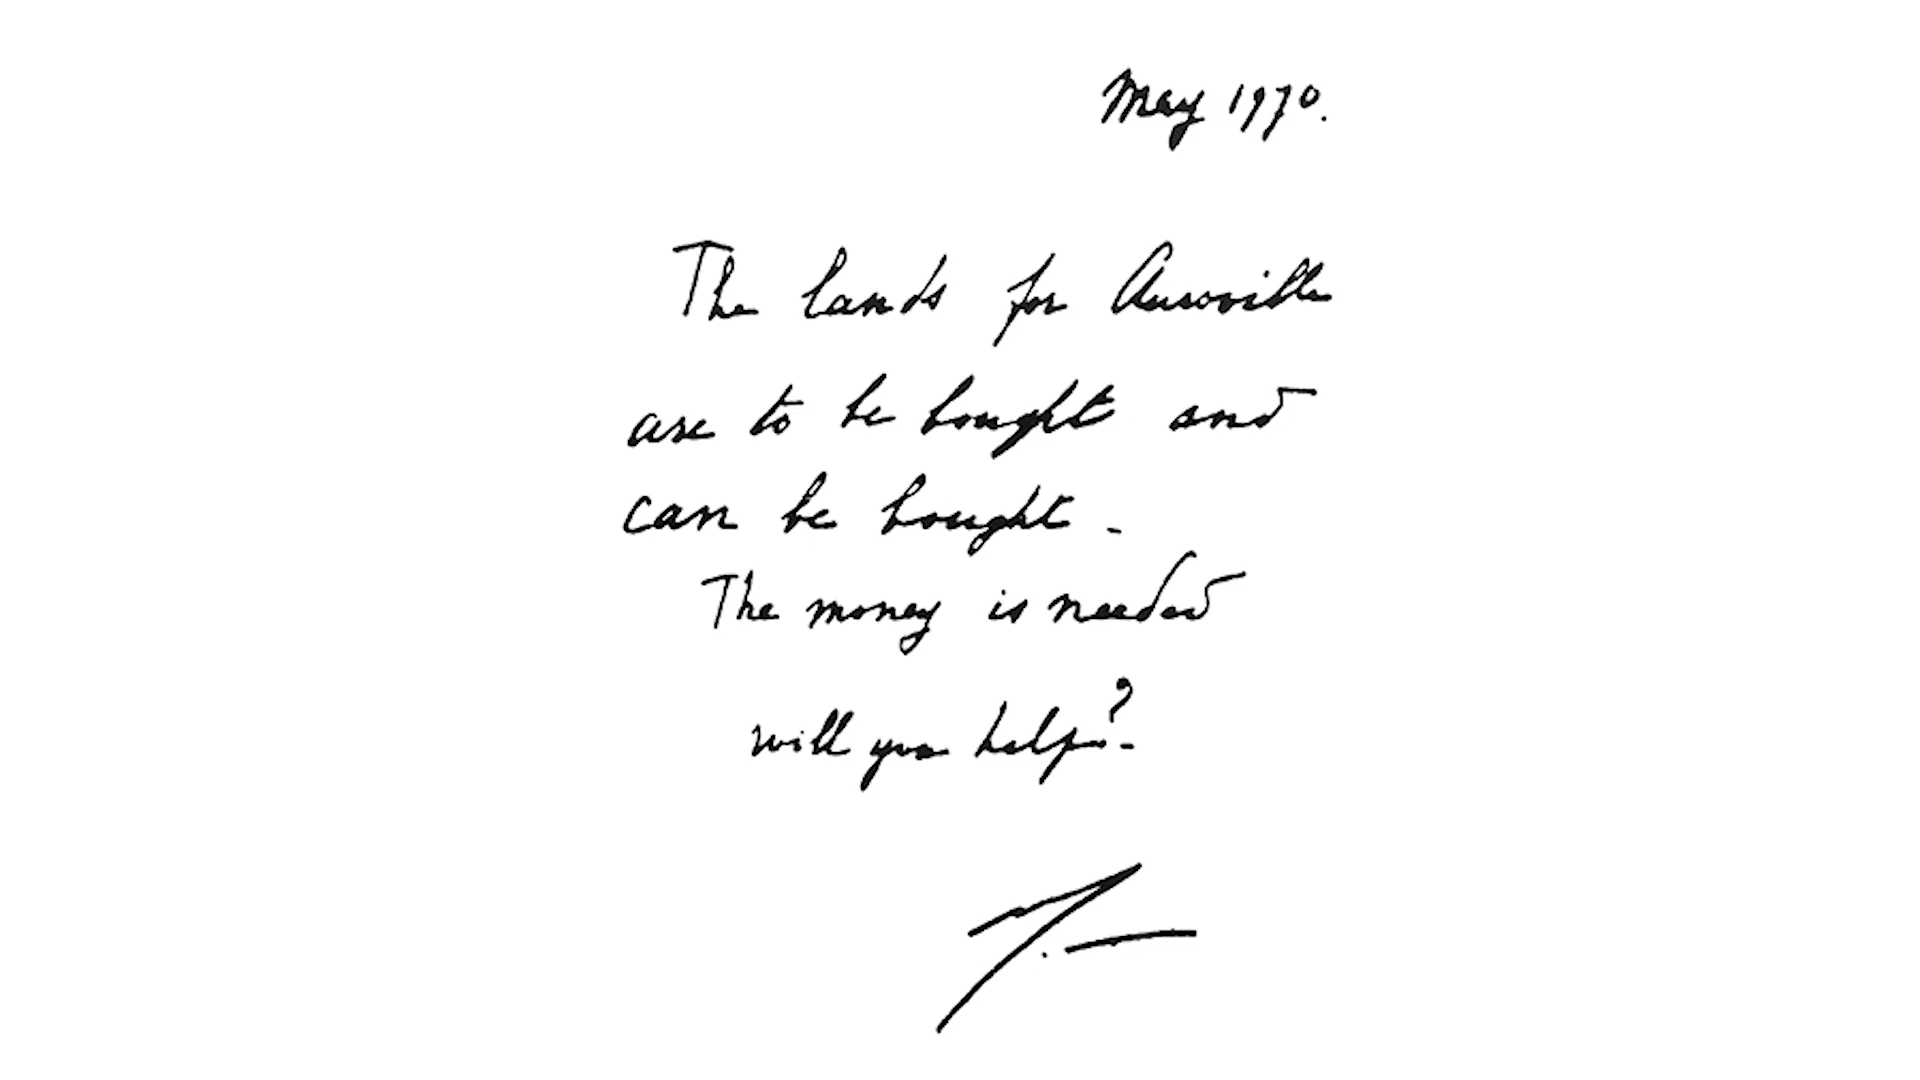 May 1970.
The lands for Auroville
are to be bought and
can be bought.
The money is needed
will you help?